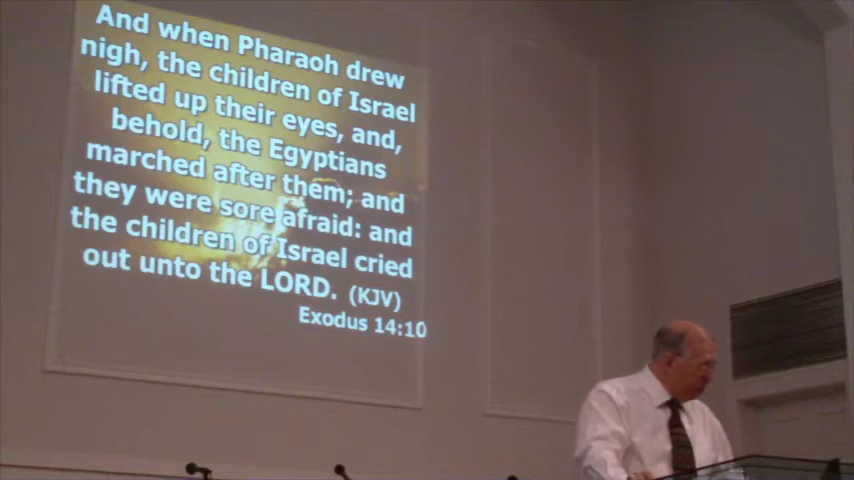 And when Pharaoh drew
nigh, the children of Israel
lifted up their eyes, and,
behold, the Egyptians
marched after them; and
they were sore afraid: and
the children of Israel cried
out unto the LORD. (KJV)
Exodus 14:10